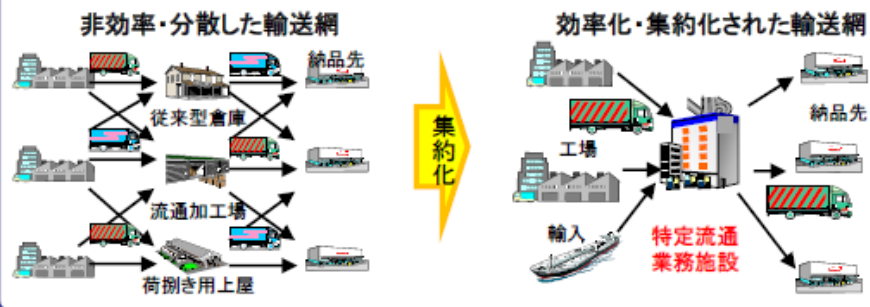 非効率・分散した輸送網
納品先
従来型倉庫
流通加工場
荷捌き用上屋
集約化
効率化・集約化された輸送網
納品先
工場
輸入
特定流通
業務施設